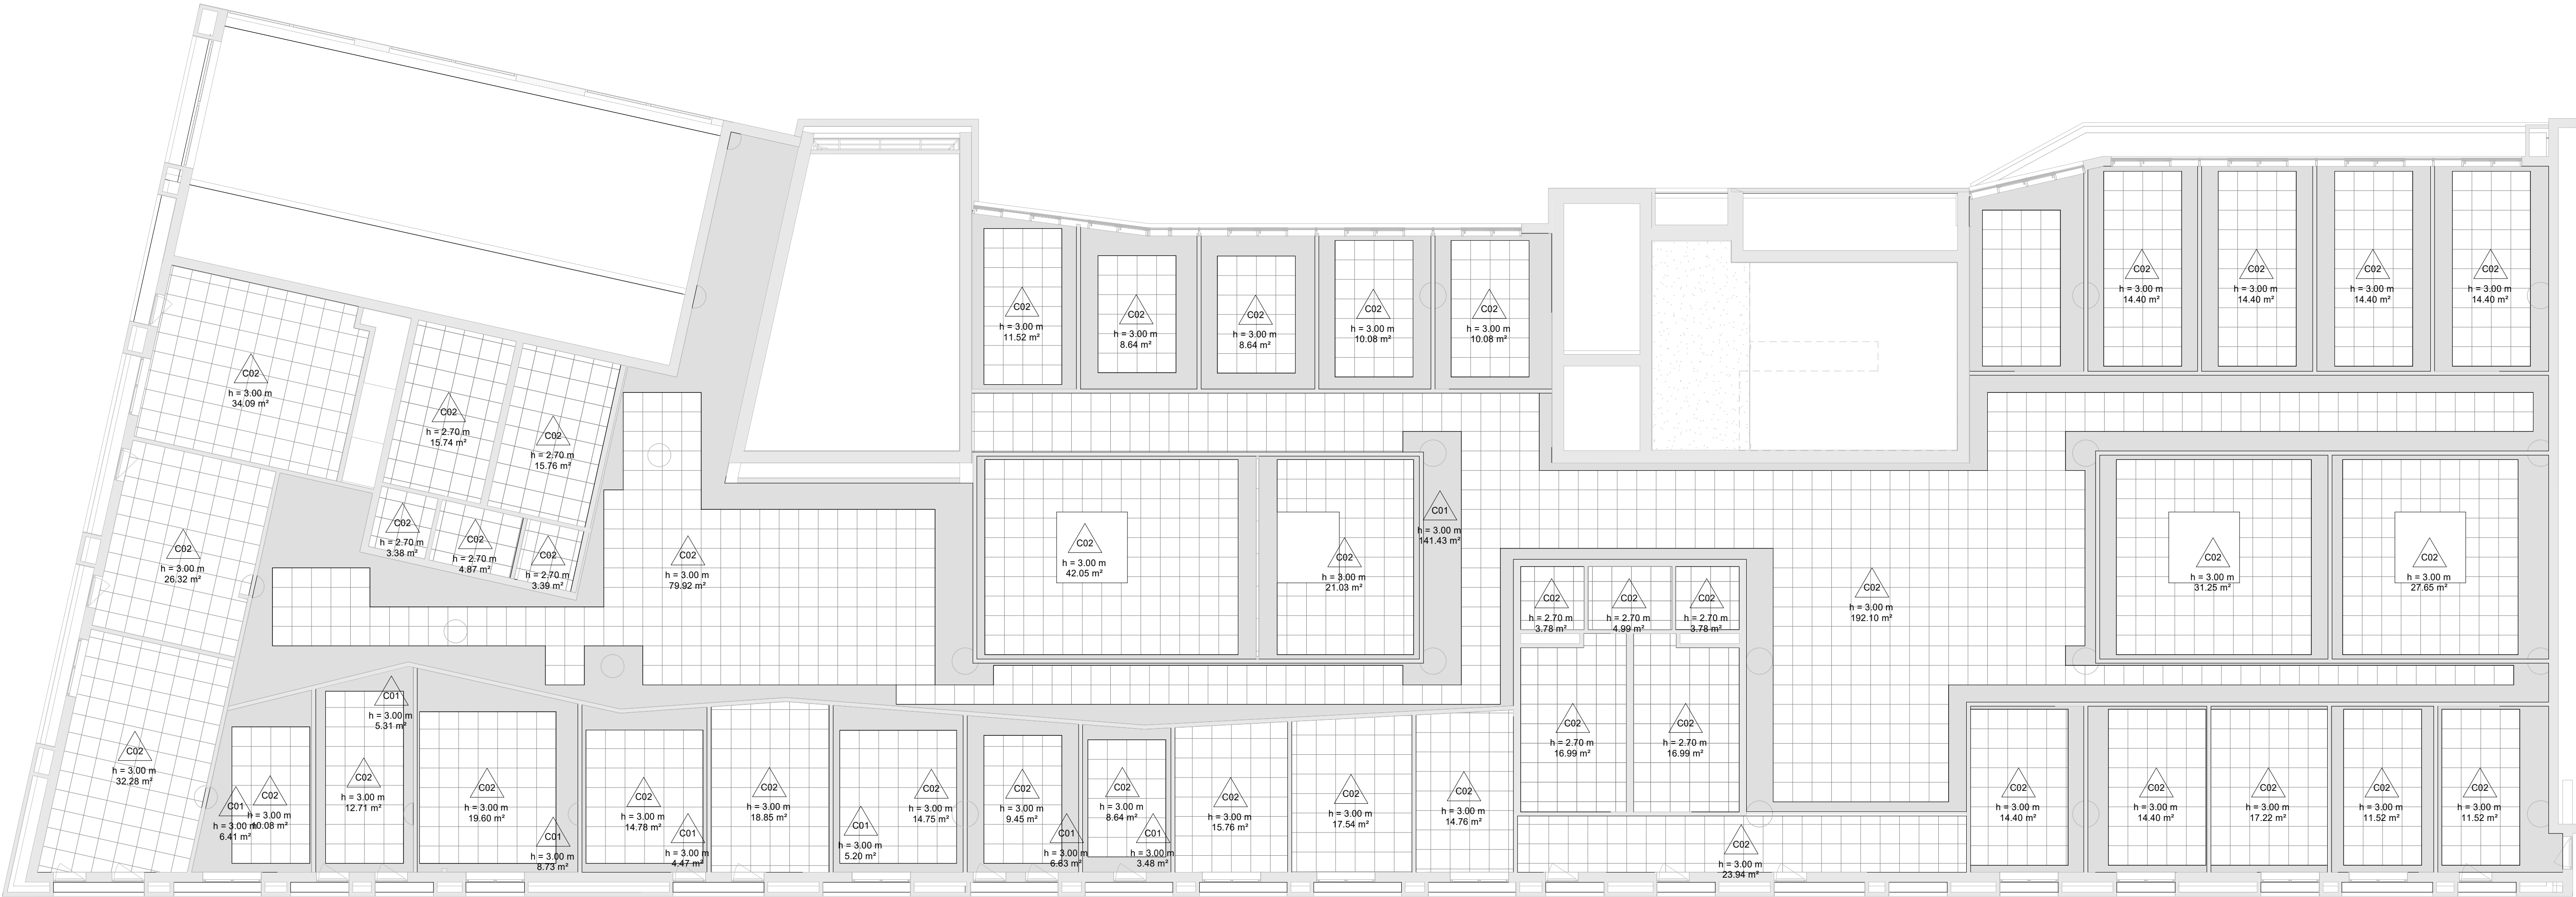 C02
h = 3.00 m
14.40 m²
C02
h = 3.00 m
14.40 m²
C02
h = 3.00 m
14.40 m²
C02
h = 3.00 m
14.40 m²
C02
h = 3.00 m
11.52 m²
C02
h = 3.00 m
8.64 m²
C02
h = 3.00 m
8.64 m²
C02
h = 3.00 m
10.08 m²
C02
h = 3.00 m
10.08 m²
C02
h = 3.00 m
34.09 m²
C02
h = 2.70 m
15.74 m²
C02
h = 2.70 m
15.76 m²
C02
h = 3.00 m
26.32 m²
C02
h = 2.70 m
3.38 m²
C02
h = 2.70 m
4.87 m²
C02
h = 2.70 m
3.39 m²
C02
h = 3.00 m
79.92 m²
C02
h = 3.00 m
42.05 m²
C02
h = 3.00 m
21.03 m²
C01
h = 3.00 m
141.43 m²
C02
h = 2.70 m
3.78 m²
C02
h = 2.70 m
4.99 m²
C02
h = 2.70 m
3.78 m²
C02
h = 3.00 m
192.10 m²
C02
h = 3.00 m
31.25 m²
C02
h = 3.00 m
27.65 m²
C02
h = 3.00 m
32.28 m²
C01
h = 3.00 m
6.41 m²
C02
h = 3.00 m
10.08 m²
C01
h = 3.00 m
5.31 m²
C02
h = 3.00 m
12.71 m²
C02
h = 3.00 m
19.60 m²
C01
h = 3.00 m
8.73 m²
C02
h = 3.00 m
14.78 m²
C01
h = 3.00 m
4.47 m²
C02
h = 3.00 m
18.85 m²
C01
h = 3.00 m
5.20 m²
C02
h = 3.00 m
14.75 m²
C02
h = 3.00 m
9.45 m²
C01
h = 3.00 m
6.63 m²
C02
h = 3.00 m
8.64 m²
C01
h = 3.00 m
3.48 m²
C02
h = 3.00 m
15.76 m²
C02
h = 3.00 m
17.54 m²
C02
h = 3.00 m
14.76 m²
C02
h = 2.70 m
16.99 m²
C02
h = 2.70 m
16.99 m²
C02
h = 3.00 m
23.94 m²
C02
h = 3.00 m
14.40 m²
C02
h = 3.00 m
14.40 m²
C02
h = 3.00 m
17.22 m²
C02
h = 3.00 m
11.52 m²
C02
h = 3.00 m
11.52 m²